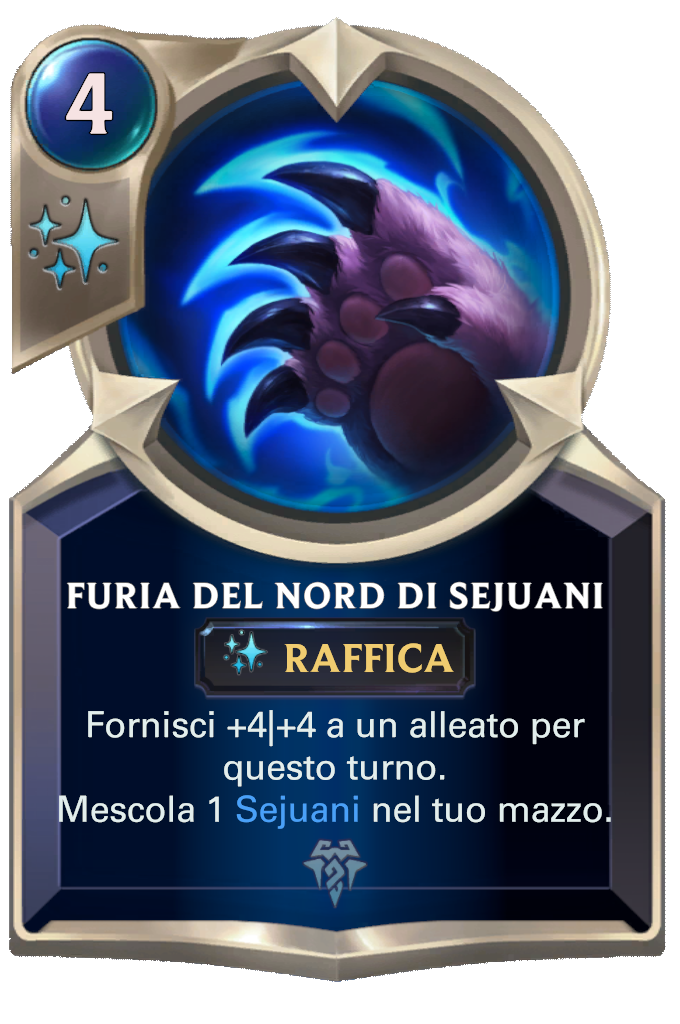 4
FURIA DEL NORD DI SEJUANI
RAFFICA
Fornisci +4|+4 a un alleato per
questo turno.
Mescola 1 Sejuani nel tuo mazzo.